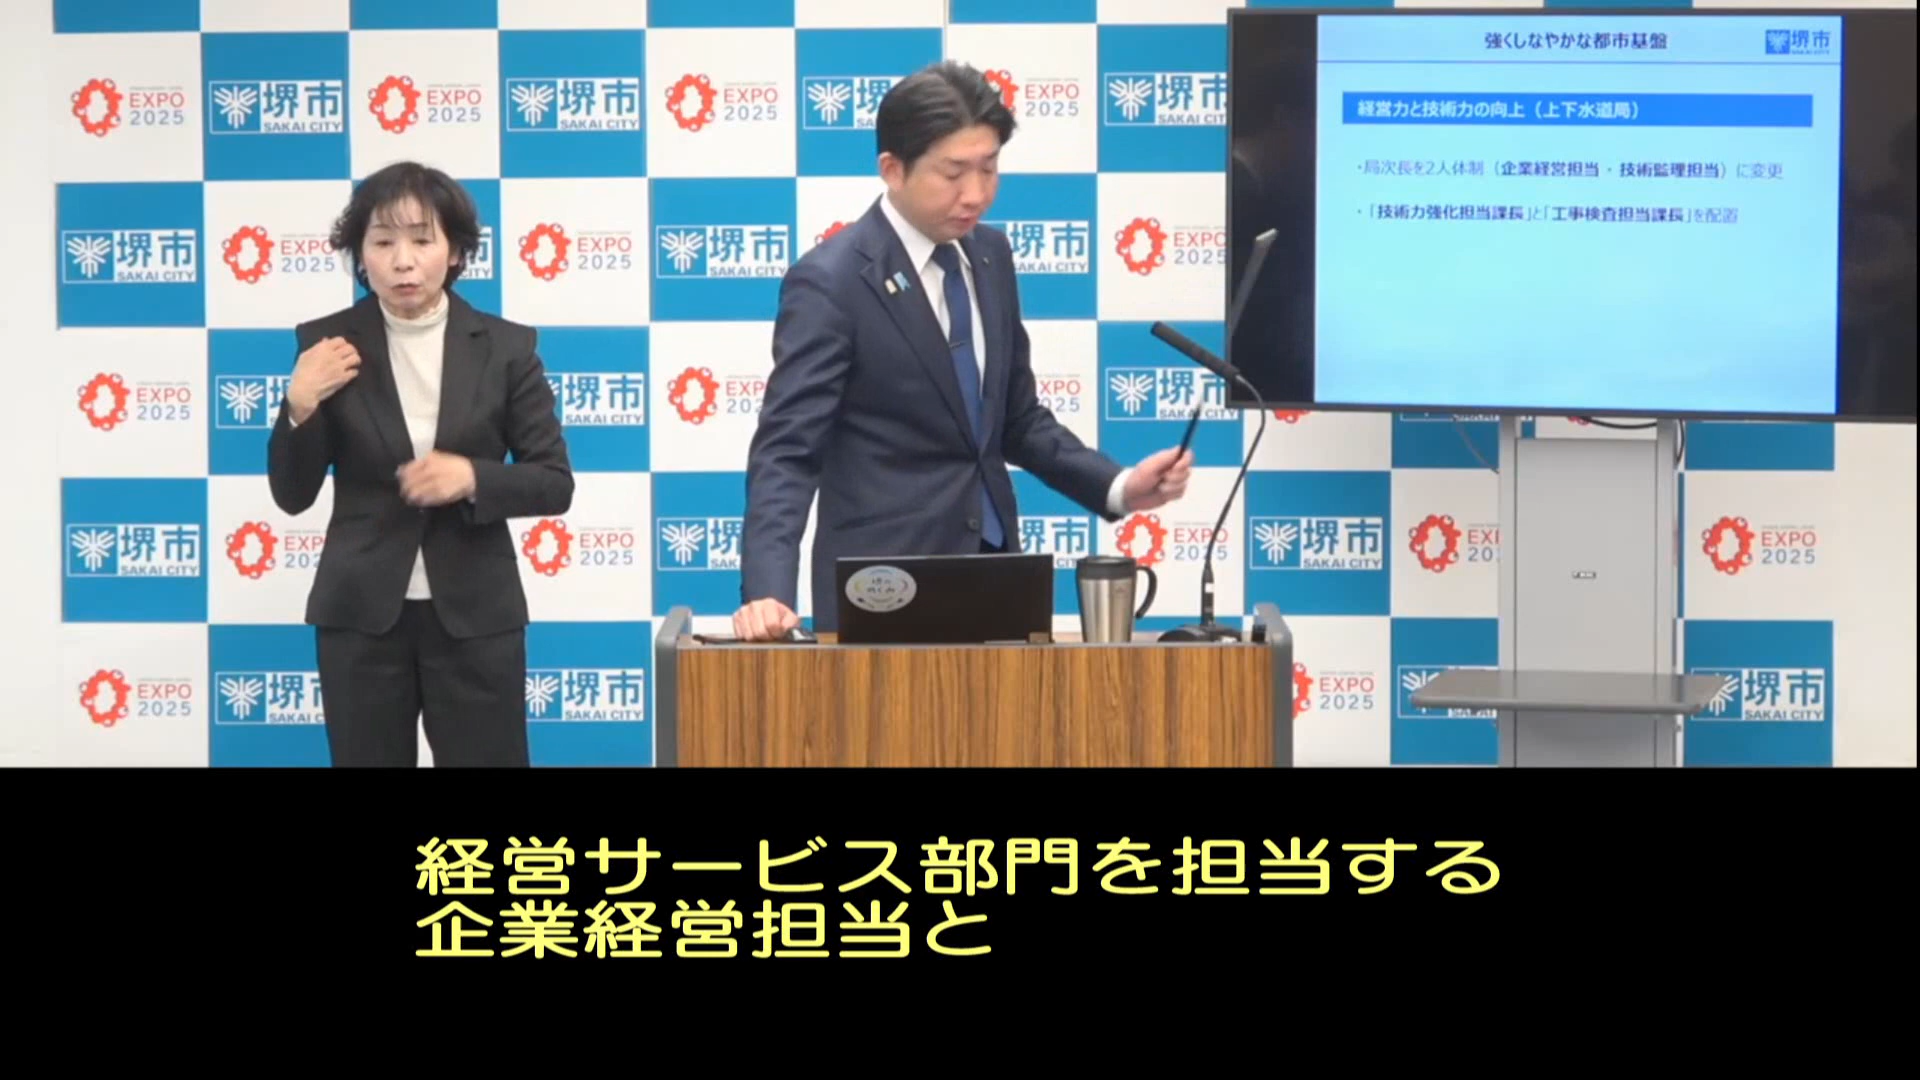 強くしなやかな都市基盤
堺市
経営力と技術力の向上（上下水道局）
・局次長を2人体制（企業経営担当・技術監理担当）に変更
・「技術力強化担当課長」と「工事検査担当課長」を配置
EXPO
2025
堺市
SAKAI CITY
経営サービス部門を担当する
企業経営担当と